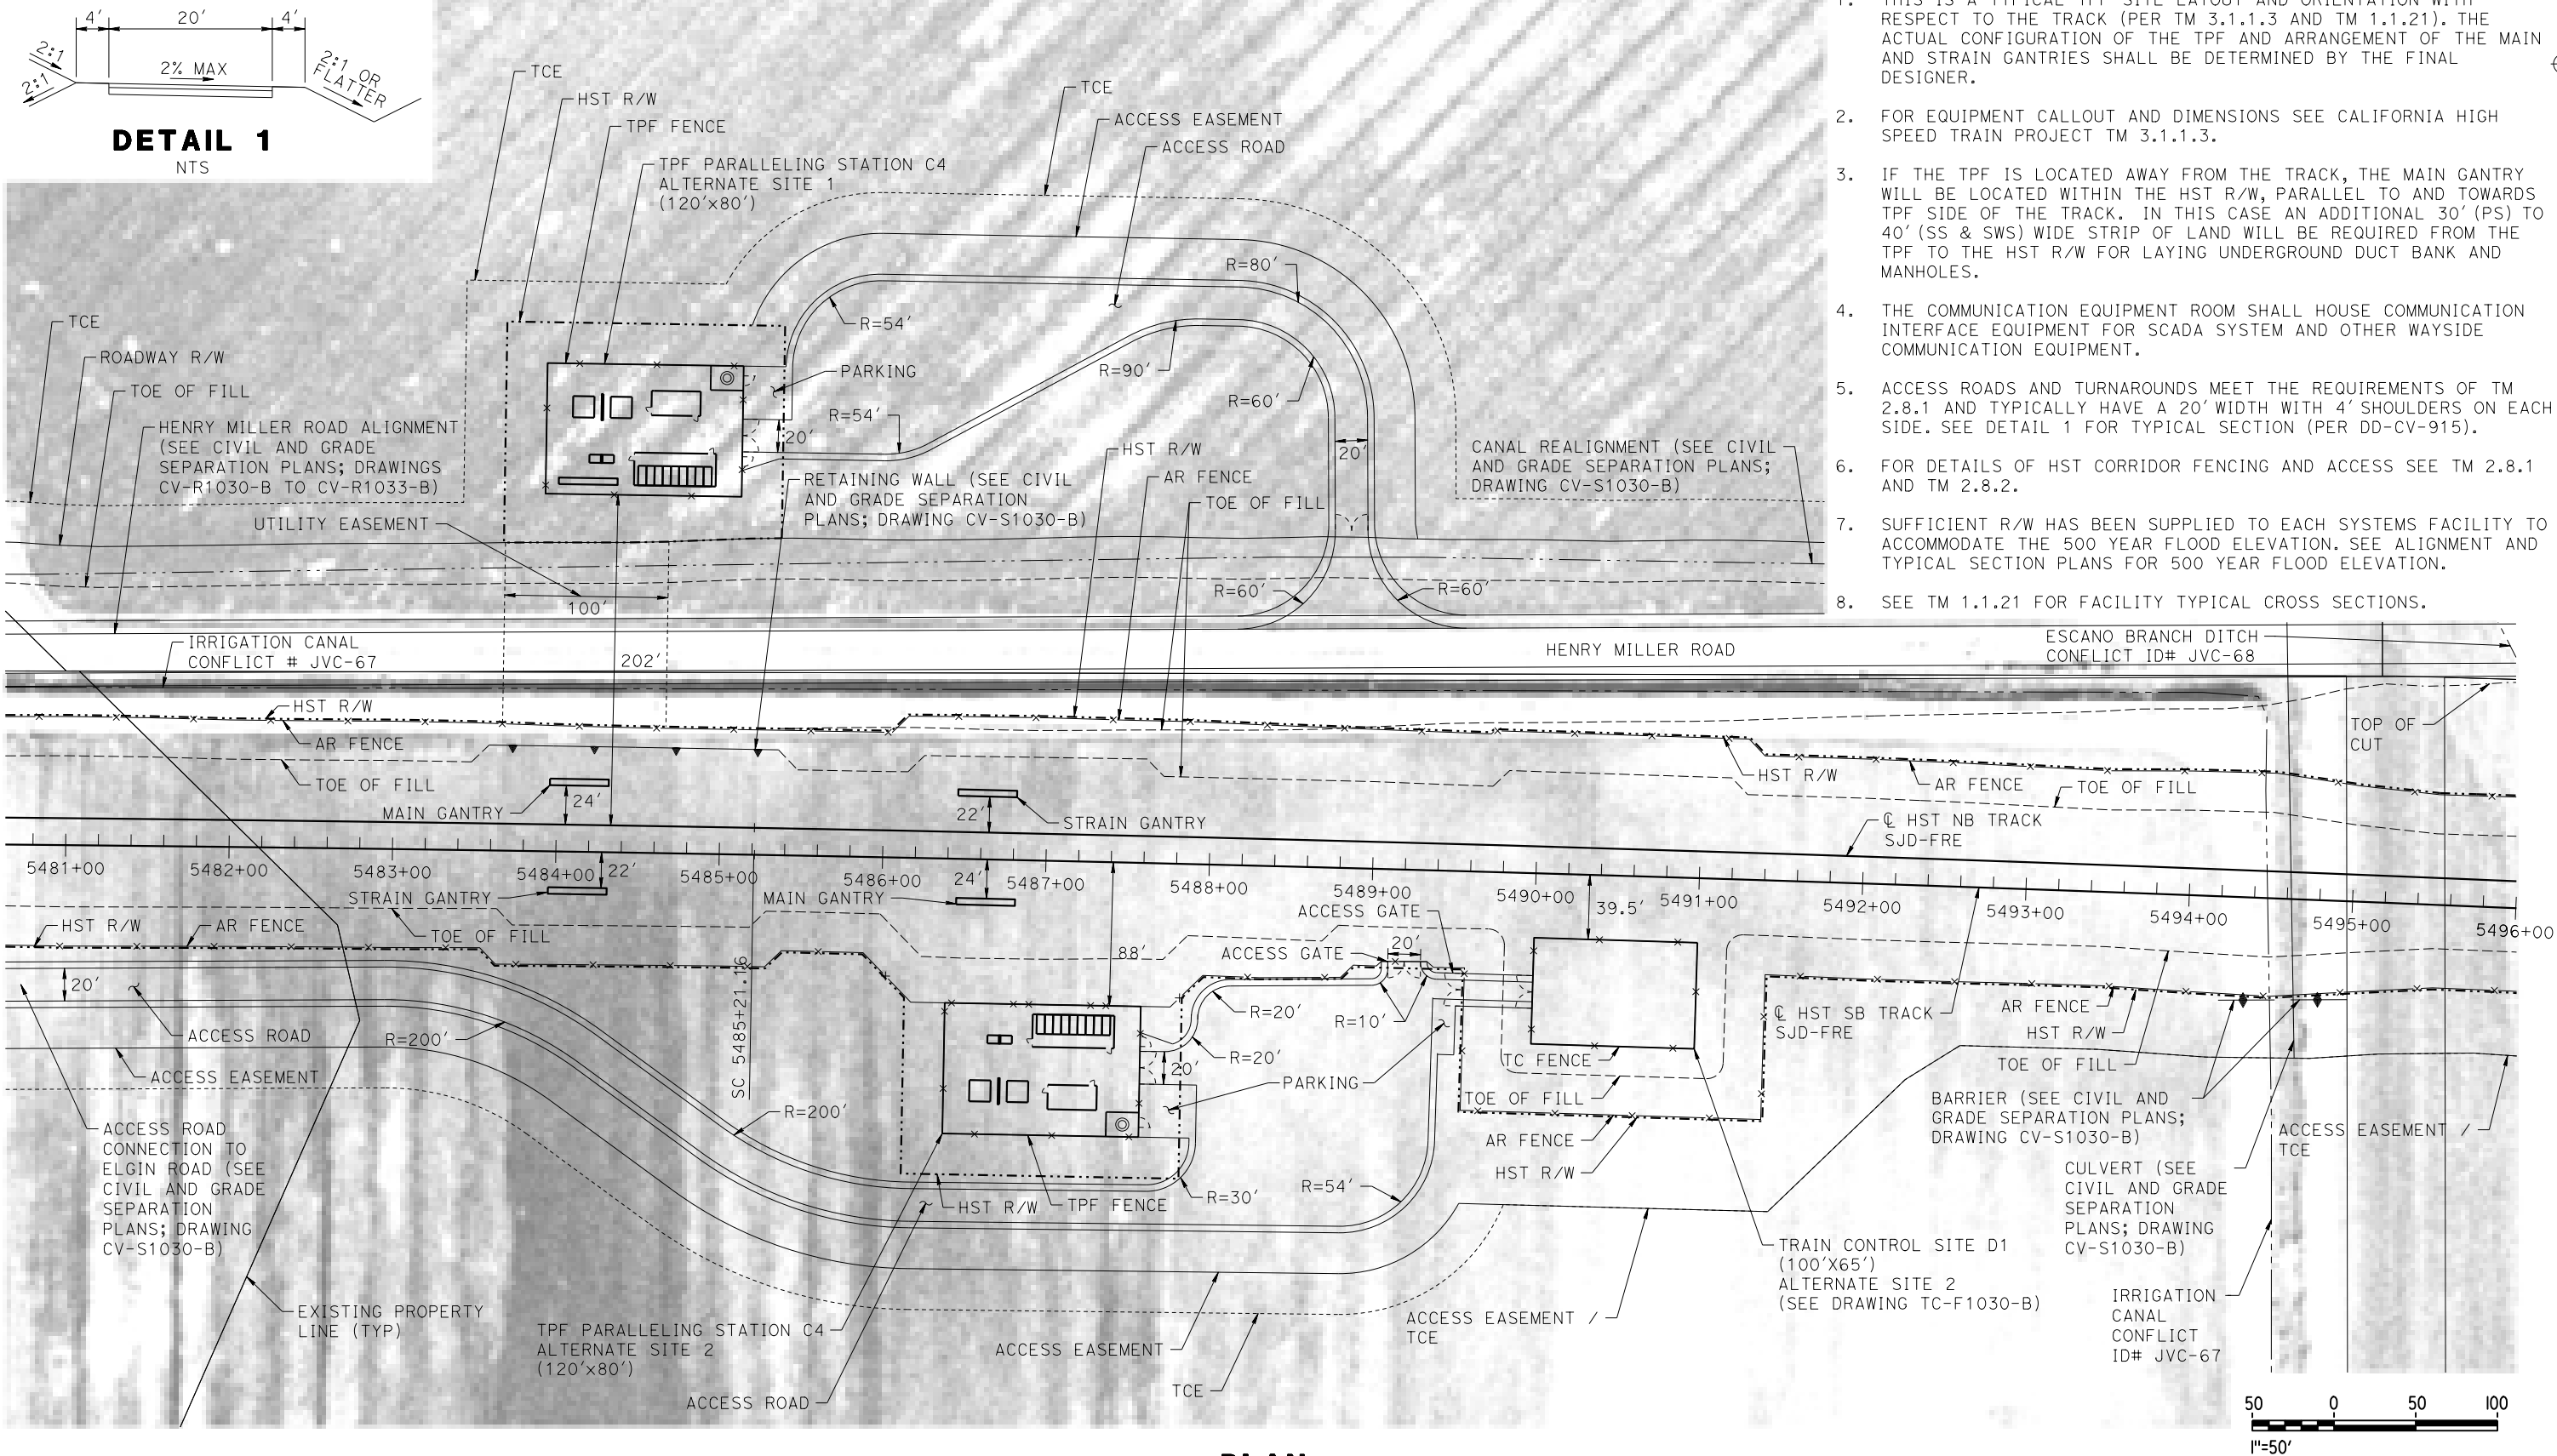 4' 20' 4'
2:1
2:1
2% MAX
2:1 OR
FLATTER
DETAIL 1
NTS
1. THIS IS A TYPICAL TPF SITE LAYOUT AND ORIENTATION WITH
RESPECT TO THE TRACK (PER TM 3.1.1.3 AND TM 1.1.21). THE
ACTUAL CONFIGURATION OF THE TPF AND ARRANGEMENT OF THE MAIN
AND STRAIN GANTRIES SHALL BE DETERMINED BY THE FINAL
DESIGNER.
2. FOR EQUIPMENT CALLOUT AND DIMENSIONS SEE CALIFORNIA HIGH
SPEED TRAIN PROJECT TM 3.1.1.3.
3. IF THE TPF IS LOCATED AWAY FROM THE TRACK, THE MAIN GANTRY
WILL BE LOCATED WITHIN THE HST R/W, PARALLEL TO AND TOWARDS
TPF SIDE OF THE TRACK. IN THIS CASE AN ADDITIONAL 30' (PS) TO
40' (SS & SWS) WIDE STRIP OF LAND WILL BE REQUIRED FROM THE
TPF TO THE HST R/W FOR LAYING UNDERGROUND DUCT BANK AND
MANHOLES.
4. THE COMMUNICATION EQUIPMENT ROOM SHALL HOUSE COMMUNICATION
INTERFACE EQUIPMENT FOR SCADA SYSTEM AND OTHER WAYSIDE
COMMUNICATION EQUIPMENT.
5. ACCESS ROADS AND TURNAROUNDS MEET THE REQUIREMENTS OF TM
2.8.1 AND TYPICALLY HAVE A 20' WIDTH WITH 4' SHOULDERS ON EACH
SIDE. SEE DETAIL 1 FOR TYPICAL SECTION (PER DD-CV-915).
6. FOR DETAILS OF HST CORRIDOR FENCING AND ACCESS SEE TM 2.8.1
AND TM 2.8.2.
7. SUFFICIENT R/W HAS BEEN SUPPLIED TO EACH SYSTEMS FACILITY TO
ACCOMMODATE THE 500 YEAR FLOOD ELEVATION. SEE ALIGNMENT AND
TYPICAL SECTION PLANS FOR 500 YEAR FLOOD ELEVATION.
8. SEE TM 1.1.21 FOR FACILITY TYPICAL CROSS SECTIONS.
TCE
HST R/W
TPF FENCE
TPF PARALLELING STATION C4
ALTERNATE SITE 1
(120'x80')
TCE
ACCESS EASEMENT
ACCESS ROAD
R=80'
R=54'
PARKING
R=90'
R=54'
R=60'
20'
20'
TCE
ROADWAY R/W
TOE OF FILL
HENRY MILLER ROAD ALIGNMENT
(SEE CIVIL AND GRADE
SEPARATION PLANS; DRAWINGS
CV-R1030-B TO CV-R1033-B)
UTILITY EASEMENT
RETAINING WALL (SEE CIVIL
AND GRADE SEPARATION
PLANS; DRAWING CV-S1030-B)
HST R/W
AR FENCE
TOE OF FILL
CANAL REALIGNMENT (SEE CIVIL
AND GRADE SEPARATION PLANS;
DRAWING CV-S1030-B)
100'
R=60'
R=60'
IRRIGATION CANAL
CONFLICT # JVC-67
202'
HENRY MILLER ROAD
ESCANO BRANCH DITCH
CONFLICT ID# JVC-68
HST R/W
AR FENCE
TOE OF FILL
MAIN GANTRY
24'
22'
STRAIN GANTRY
HST R/W
AR FENCE
TOE OF FILL
TOP OF
CUT
℄ HST NB TRACK
SJD-FRE
5481+00
5482+00
5483+00
5484+00
5485+00
5486+00
5487+00
5488+00
5489+00
5490+00
5491+00
5492+00
5493+00
5494+00
5495+00
5496+00
22'
STRAIN GANTRY
24'
MAIN GANTRY
39.5'
HST R/W
AR FENCE
TOE OF FILL
88'
SC 5485+21.16
ACCESS GATE
ACCESS GATE
20'
20'
ACCESS ROAD
R=200'
ACCESS EASEMENT
R=200'
R=20'
R=10'
R=20'
20'
PARKING
TC FENCE
TOE OF FILL
AR FENCE
HST R/W
℄ HST SB TRACK
SJD-FRE
AR FENCE
HST R/W
TOE OF FILL
BARRIER (SEE CIVIL AND
GRADE SEPARATION PLANS;
DRAWING CV-S1030-B)
ACCESS EASEMENT /
TCE
CULVERT (SEE
CIVIL AND GRADE
SEPARATION
PLANS; DRAWING
CV-S1030-B)
ACCESS ROAD
CONNECTION TO
ELGIN ROAD (SEE
CIVIL AND GRADE
SEPARATION
PLANS; DRAWING
CV-S1030-B)
HST R/W
TPF FENCE
R=30'
R=54'
TRAIN CONTROL SITE D1
(100'X65')
ALTERNATE SITE 2
(SEE DRAWING TC-F1030-B)
IRRIGATION
CANAL
CONFLICT
ID# JVC-67
EXISTING PROPERTY
LINE (TYP)
TPF PARALLELING STATION C4
ALTERNATE SITE 2
(120'x80')
ACCESS ROAD
ACCESS EASEMENT
TCE
ACCESS EASEMENT /
TCE
50 0 50 100
1"=50'